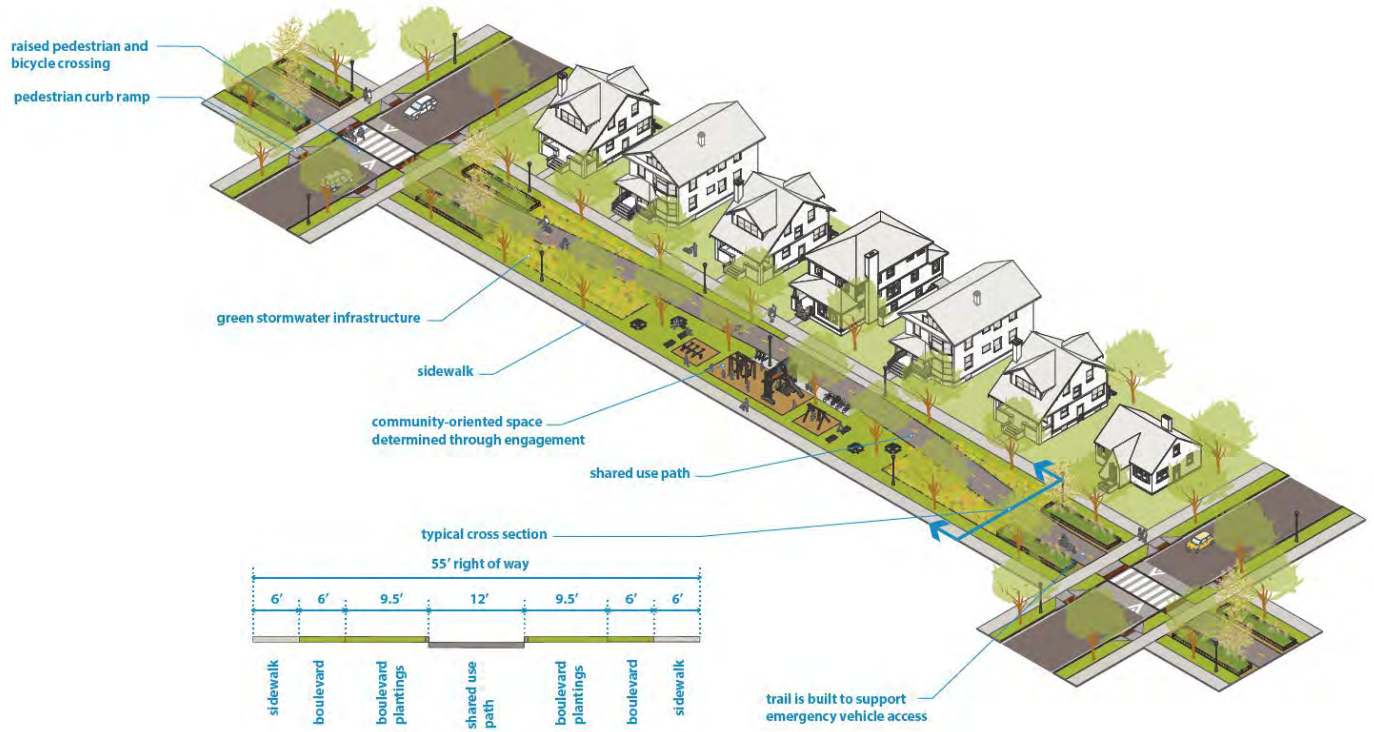 raised pedestrian and
bicycle crossing
pedestrian curb ramp
green stormwater infrastructure
sidewalk
community-oriented space
determined through engagement
shared use path
typical cross section
55’ right of way
6’ 6’ 9.5’ 12’ 9.5’ 6’ 6’
sidewalk
boulevard
boulevard
plantings
shared use
path
boulevard
plantings
boulevard
sidewalk
trail is built to support
emergency vehicle access